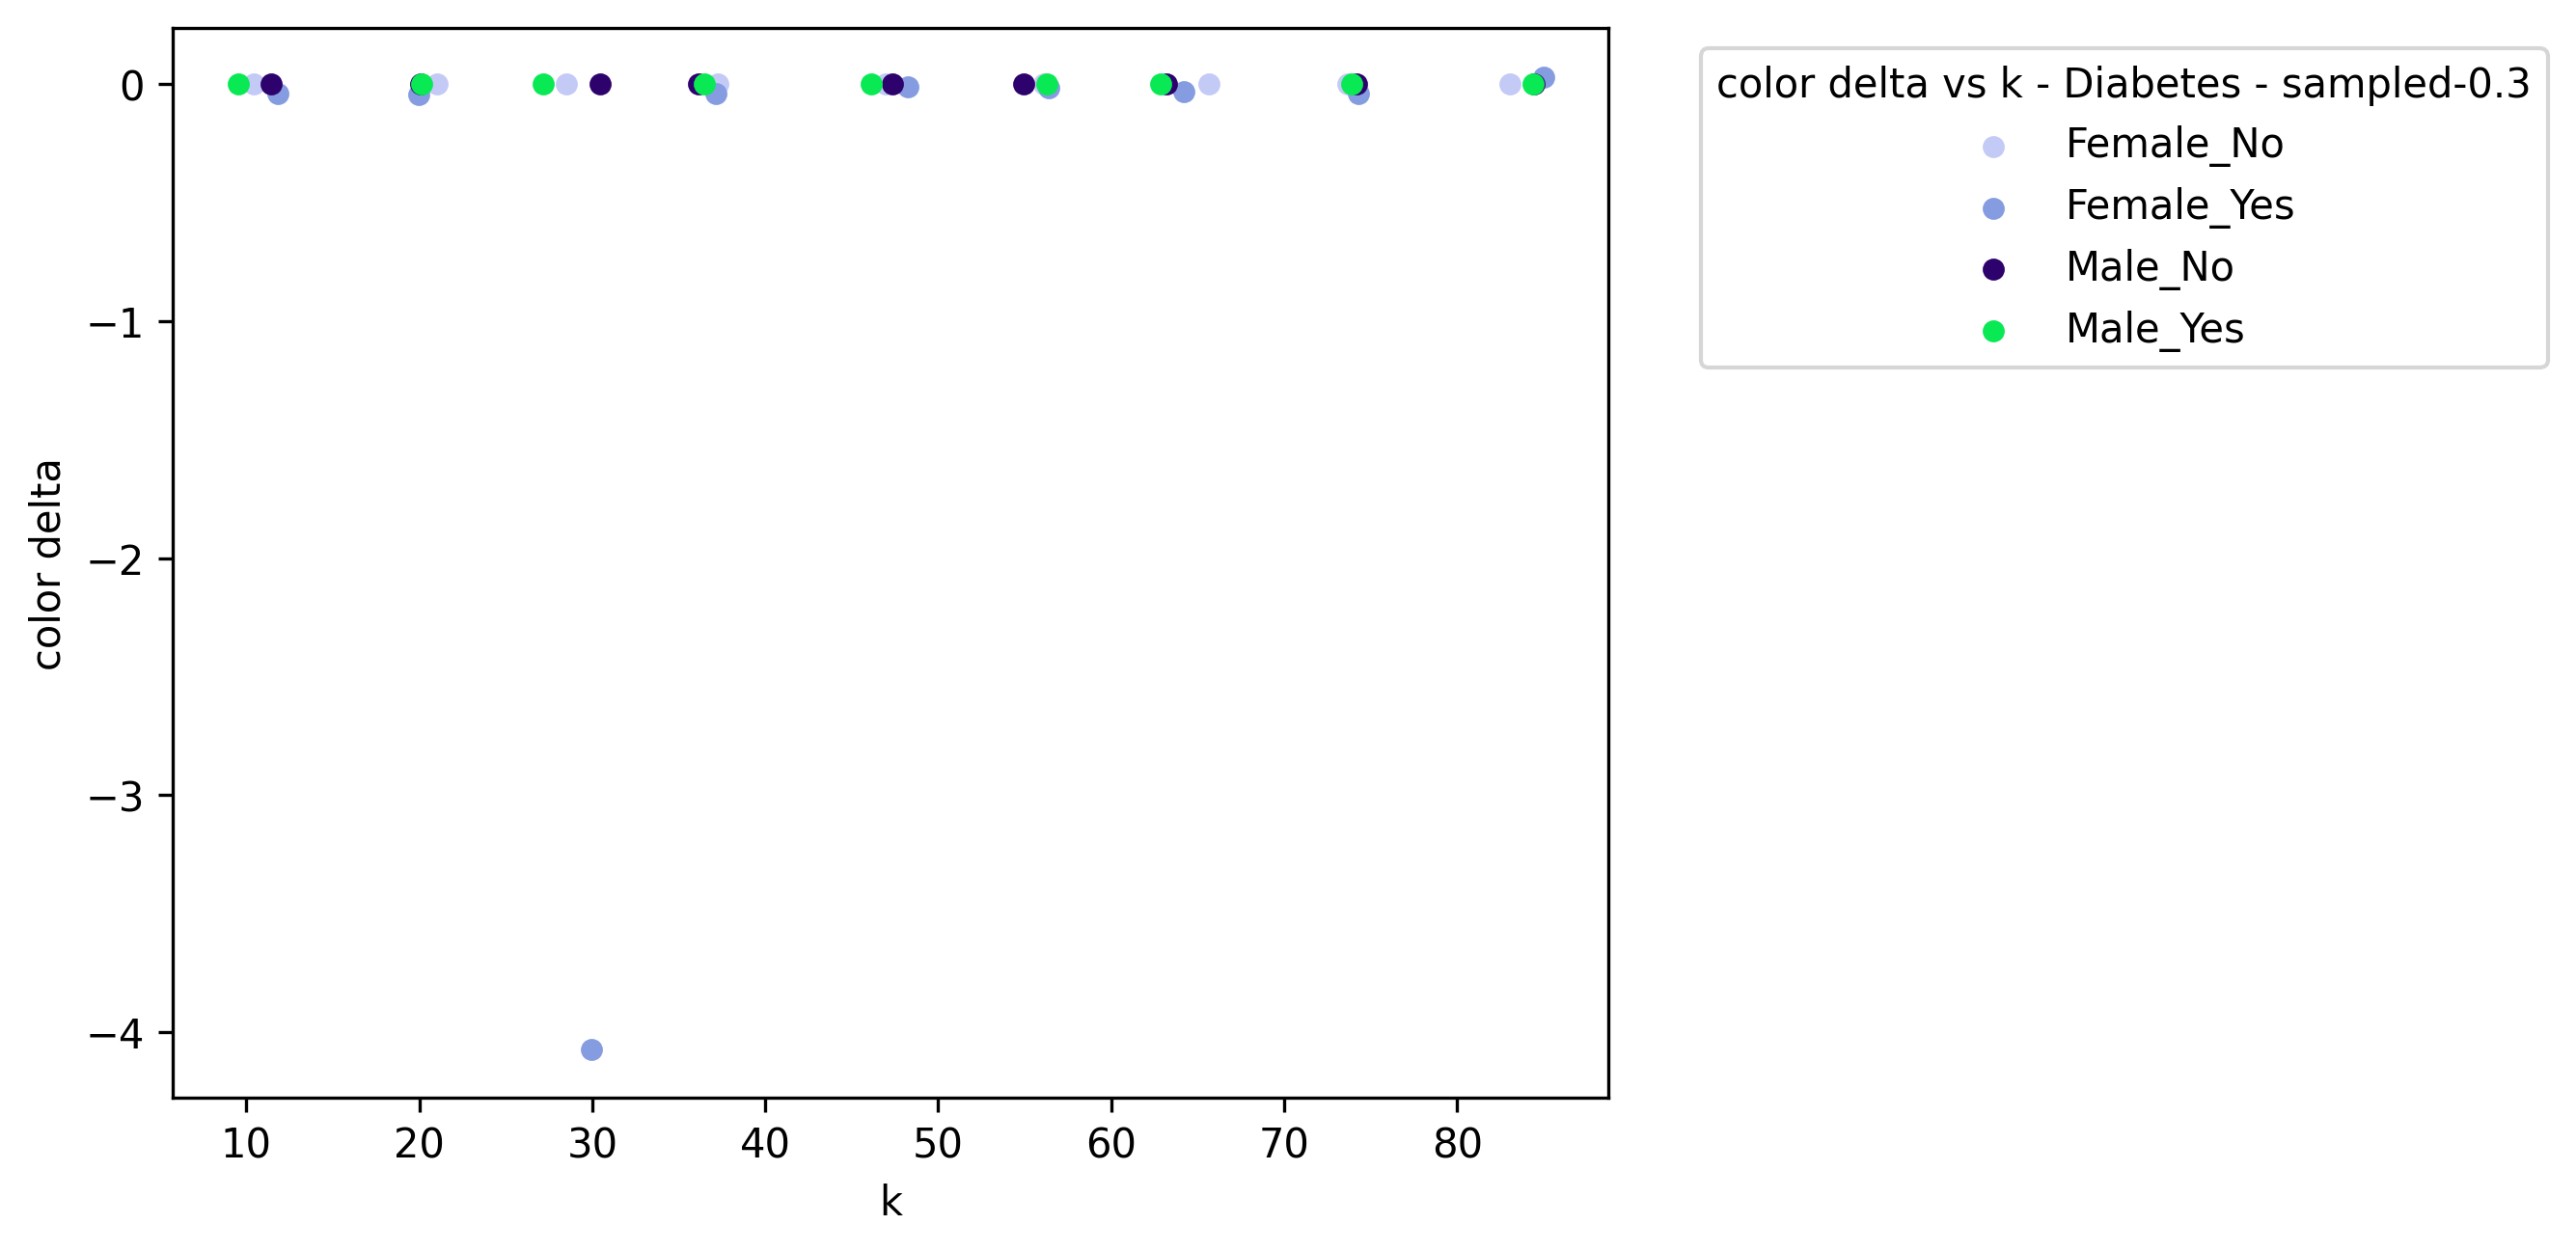 color delta vs k - Diabetes - sampled-0.3
Female_No
Female_Yes
Male_No
Male_Yes
color delta
0
−1
−2
−3
−4
10 20 30 40 50 60 70 80
k